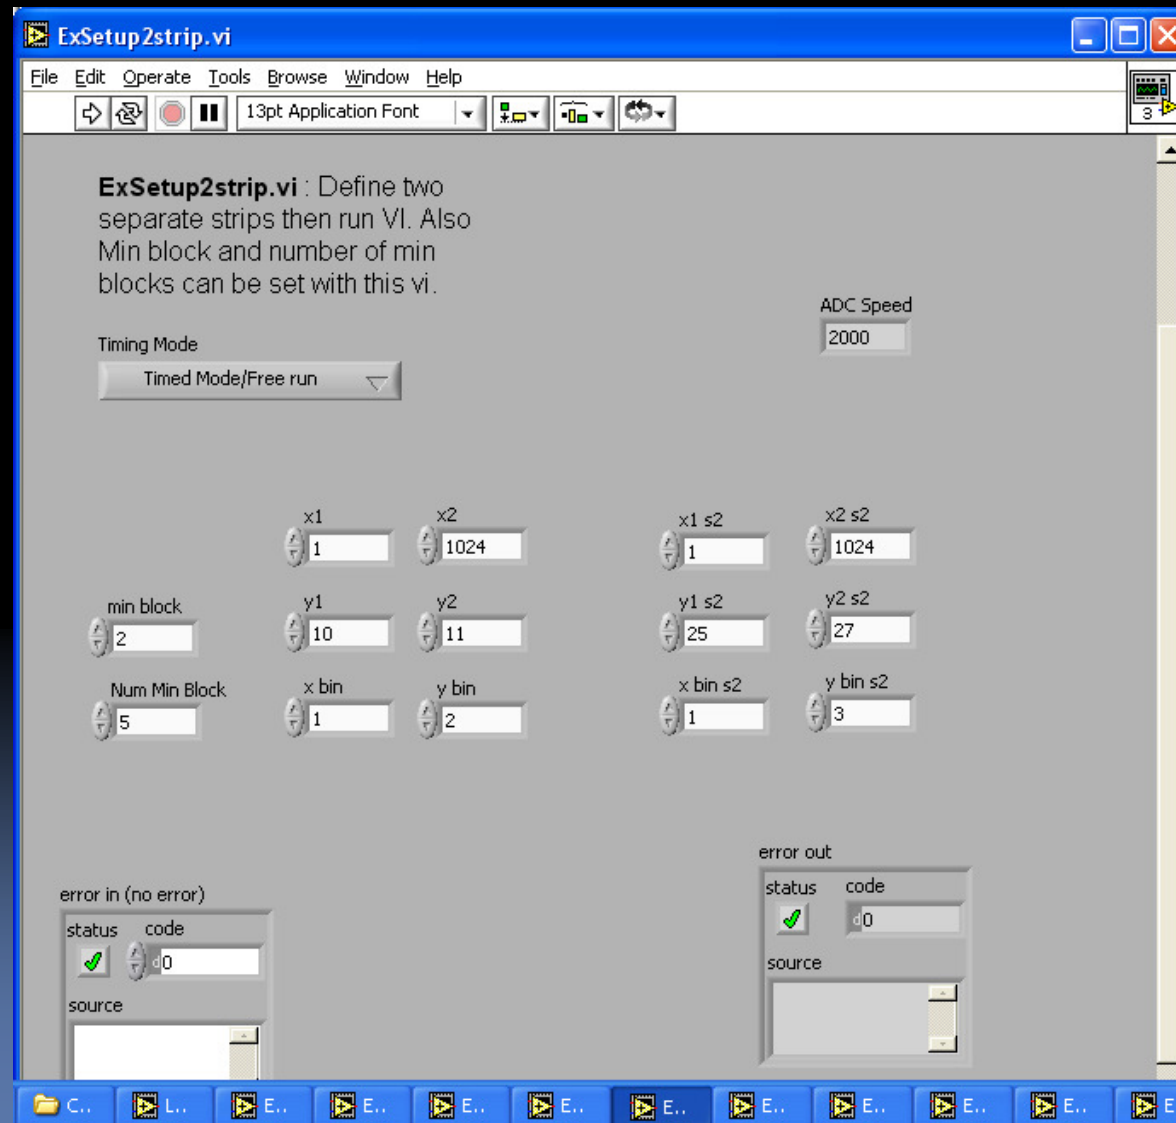 ExSetup2strip.vi
File Edit Operate Tools Browse Window Help
13pt Application Font
3
ExSetup2strip.vi : Define two
separate strips then run VI. Also
Min block and number of min
blocks can be set with this vi.
ADC Speed
2000
Timing Mode
Timed Mode/Free run
x1 x2 x1 s2 x2 s2
1 1024 1 1024
min block y1 y2 y1 s2 y2 s2
2 10 11 25 27
Num Min Block x bin y bin x bin s2 y bin s2
5 1 2 1 3
error out
status code
d0
source
error in (no error)
status code
d0
source
C.. L.. E.. E.. E.. E.. E.. E.. E.. E.. E.. E